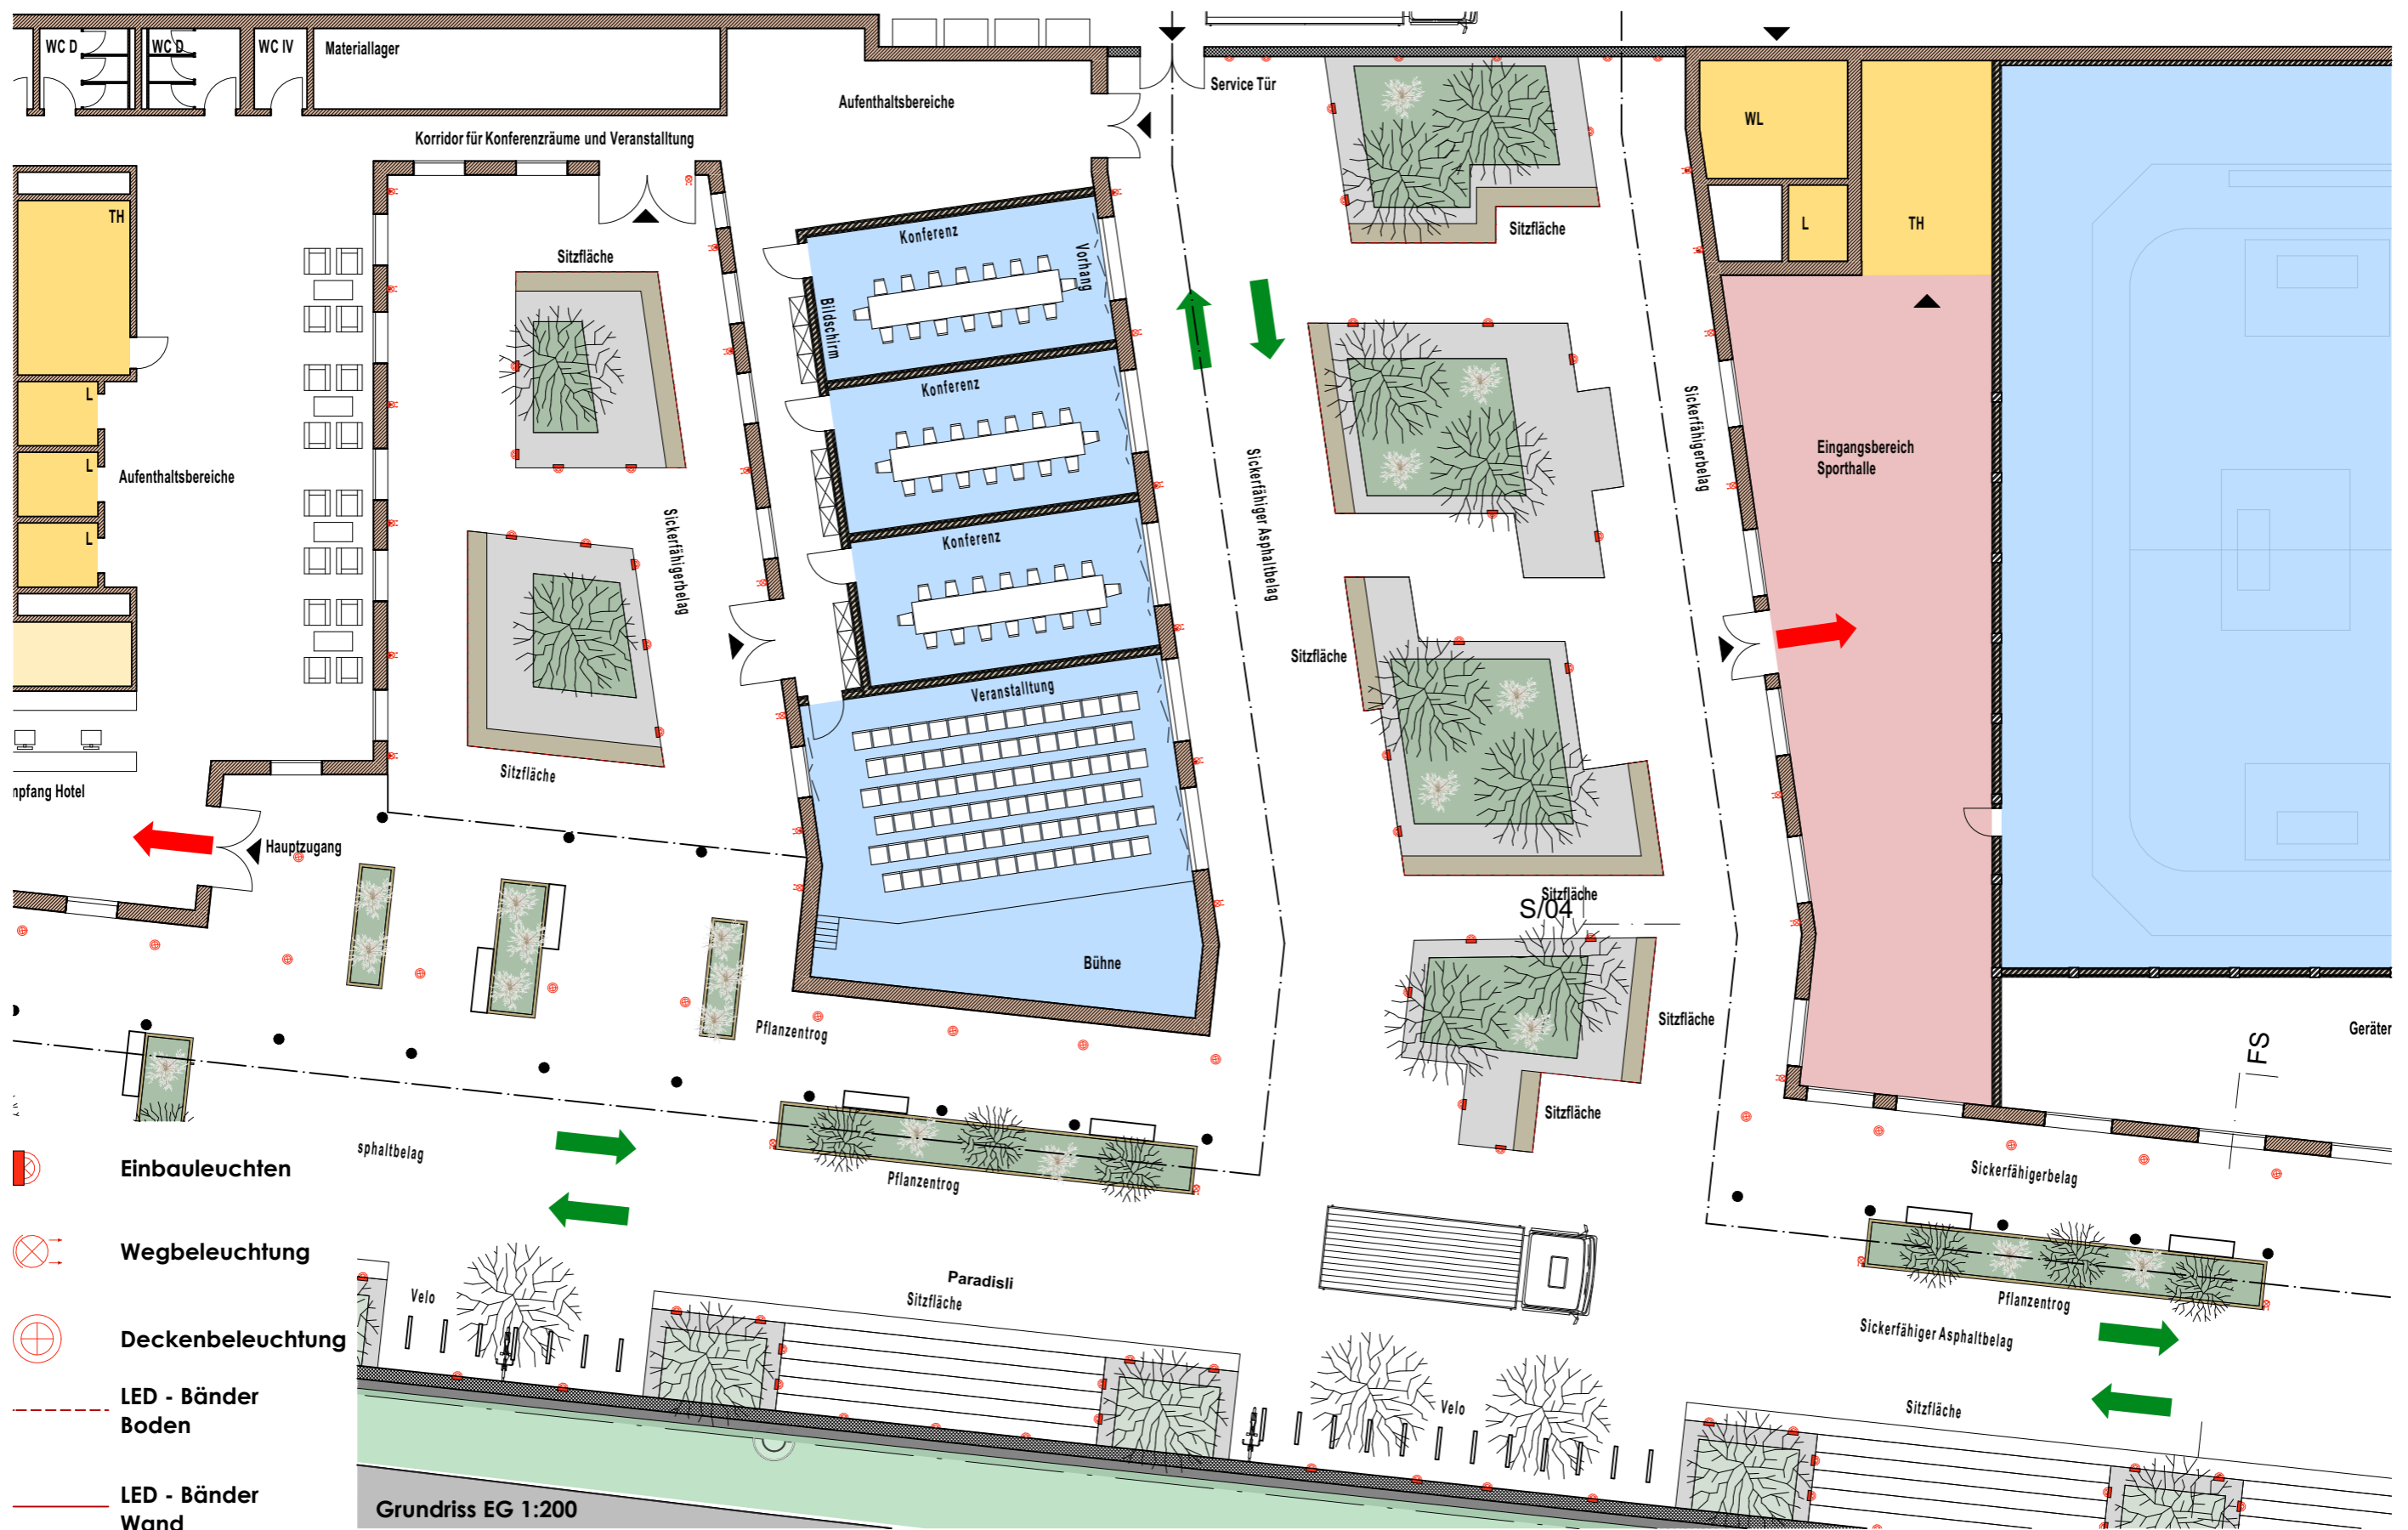 WC D
WC D
WC IV
Materiallager
Aufenthaltsbereiche
Service Tür
Korridor für Konferenzräume und Veranstalltung
WL
TH
L
TH
Sitzfläche
Sitzfläche
Konferenz
Vorhang
Bildschirm
Konferenz
Konferenz
Veranstalltung
Bühne
L
L
L
Aufenthaltsbereiche
Sickerfähigerbelag
Sickerfähiger Asphaltbelag
Sickerfähigerbelag
Eingangsbereich
Sporthalle
Sitzfläche
Sitzfläche
npfang Hotel
Hauptzugang
Sitzfläche
S/04
Sitzfläche
Sitzfläche
Pflanzentrog
FS
Geräter
sphaltbelag
Pflanzentrog
Sickerfähigerbelag
Pflanzentrog
Sickerfähiger Asphaltbelag
Paradisli
Sitzfläche
Velo
Velo
Sitzfläche
Einbauleuchten
Wegbeleuchtung
Deckenbeleuchtung
LED - Bänder
Boden
LED - Bänder
Wand
Grundriss EG 1:200